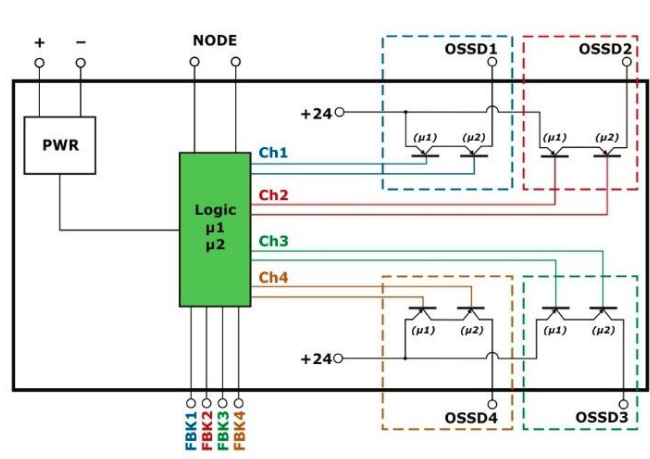 + − NODE OSSD1 OSSD2
+24
(µ1) (µ2) (µ1) (µ2)
PWR
Ch1
Ch2
Logic
µ1
µ2
Ch3
Ch4
(µ1) (µ2) (µ1) (µ2)
+24
FBK1
FBK2
FBK3
FBK4
OSSD4 OSSD3